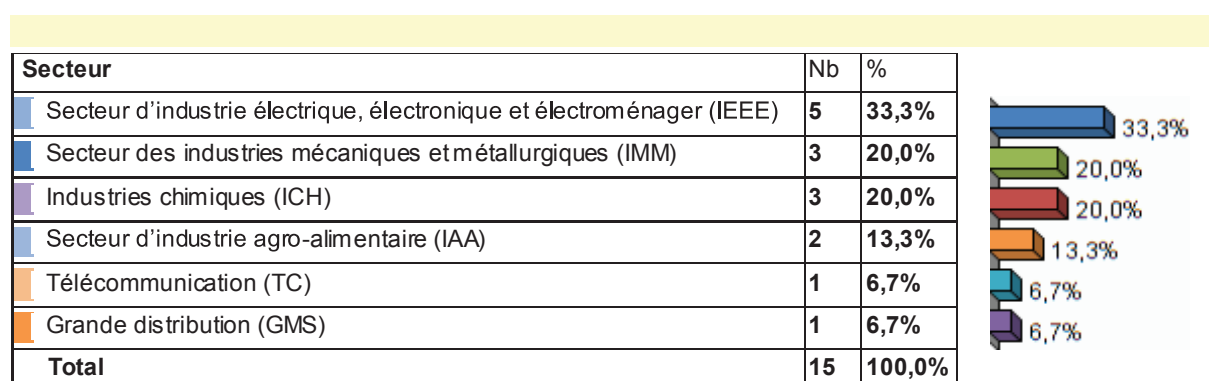 Secteur Nb %
Secteur d'industrie électrique, électronique et électroménager (IEEE) 5 33,3%
Secteur des industries mécaniques et métallurgiques (IMM) 3 20,0%
Industries chimiques (ICH) 3 20,0%
Secteur d'industrie agro-alimentaire (IAA) 2 13,3%
Télécommunication (TC) 1 6,7%
Grande distribution (GMS) 1 6,7%
Total 15 100,0%
33,3%
20,0%
20,0%
13,3%
6,7%
6,7%